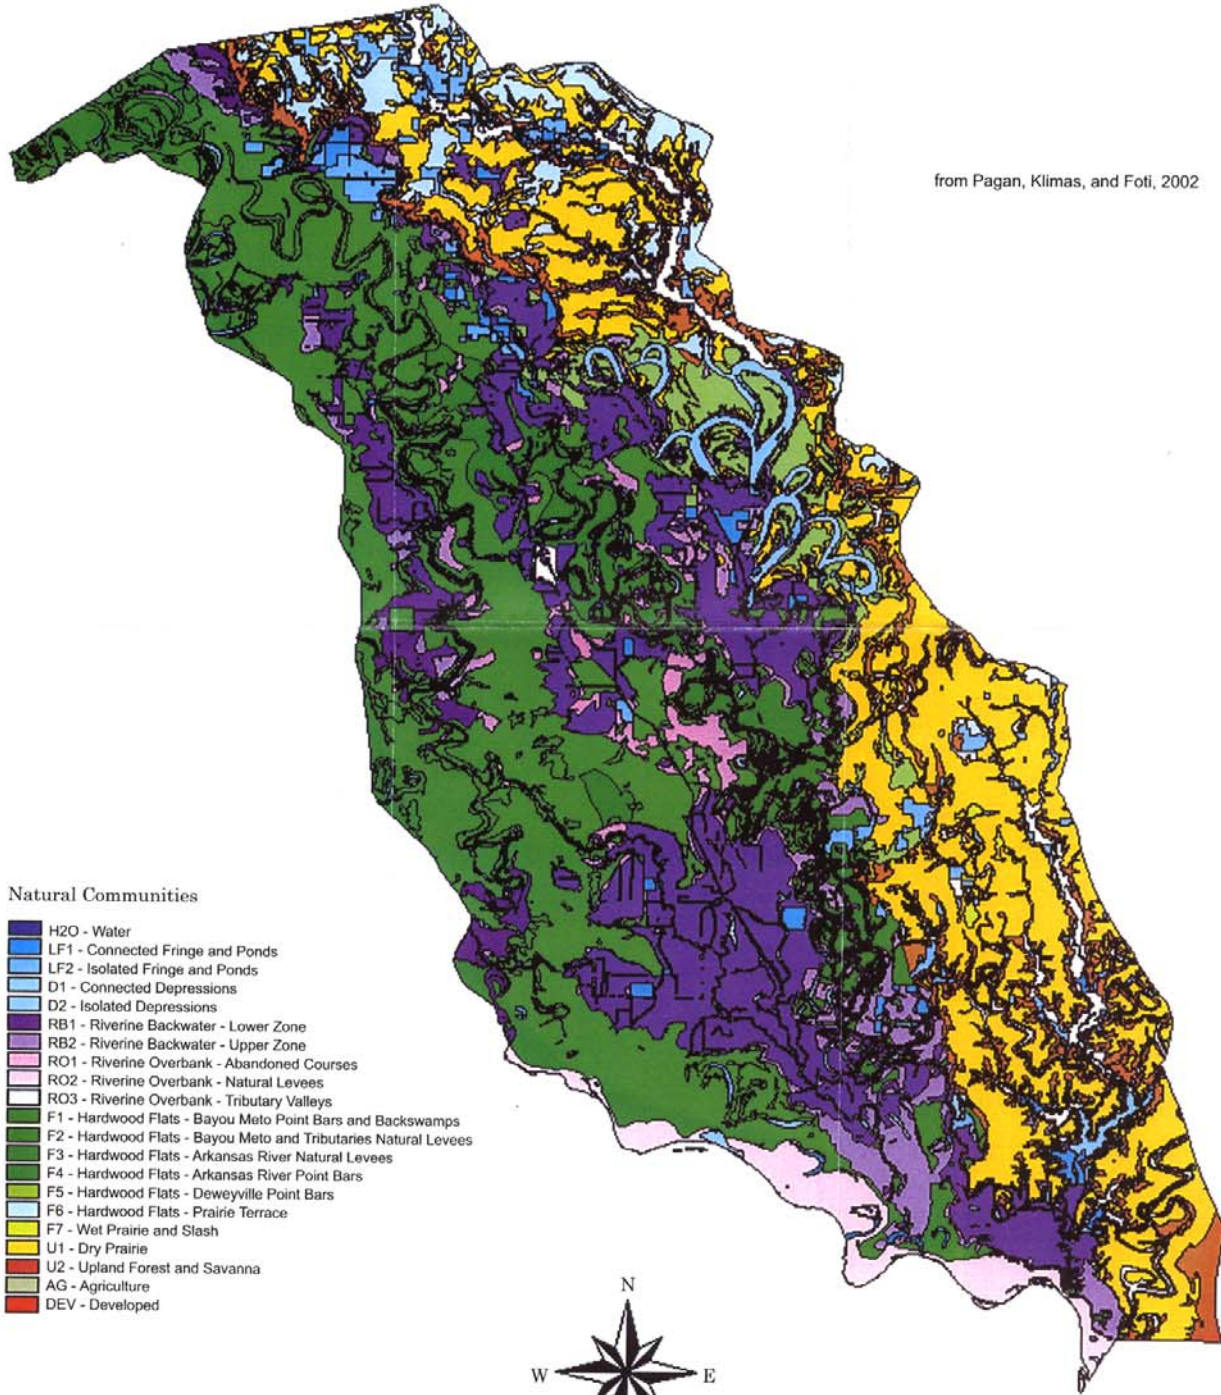 from Pagan, Klimas, and Foti, 2002
Natural Communities
H2O - Water
LF1 - Connected Fringe and Ponds
LF2 - Isolated Fringe and Ponds
D1 - Connected Depressions
D2 - Isolated Depressions
RB1 - Riverine Backwater - Lower Zone
RB2 - Riverine Backwater - Upper Zone
RO1 - Riverine Overbank - Abandoned Courses
RO2 - Riverine Overbank - Natural Levees
RO3 - Riverine Overbank - Tributary Valleys
F1 - Hardwood Flats - Bayou Meto Point Bars and Backswamps
F2 - Hardwood Flats - Bayou Meto and Tributaries Natural Levees
F3 - Hardwood Flats - Arkansas River Natural Levees
F4 - Hardwood Flats - Arkansas River Point Bars
F5 - Hardwood Flats - Deweyville Point Bars
F6 - Hardwood Flats - Prairie Terrace
F7 - Wet Prairie and Slash
U1 - Dry Prairie
U2 - Upland Forest and Savanna
AG - Agriculture
DEV - Developed
N
W E